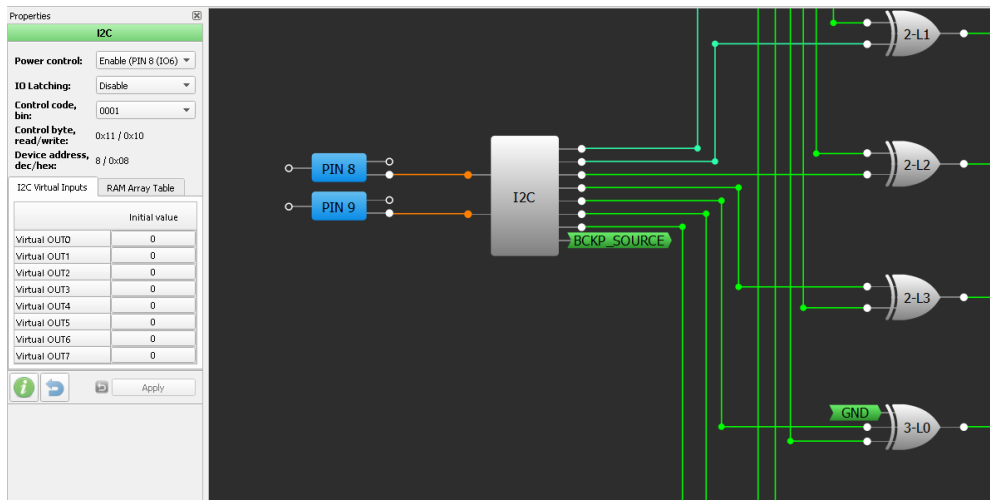 Properties
I2C
Power control: Enable (PIN 8 (IO6)
IO Latching: Disable
Control code, bin: 0001
Control byte, read/write: 0x11 / 0x10
Device address, dec/hex: 8 / 0x08
I2C Virtual Inputs RAM Array Table
Initial value
Virtual OUT0 0
Virtual OUT1 0
Virtual OUT2 0
Virtual OUT3 0
Virtual OUT4 0
Virtual OUT5 0
Virtual OUT6 0
Virtual OUT7 0
Apply
PIN 8
PIN 9
I2C
BCKP_SOURCE
2-L1
2-L2
2-L3
GND
3-L0